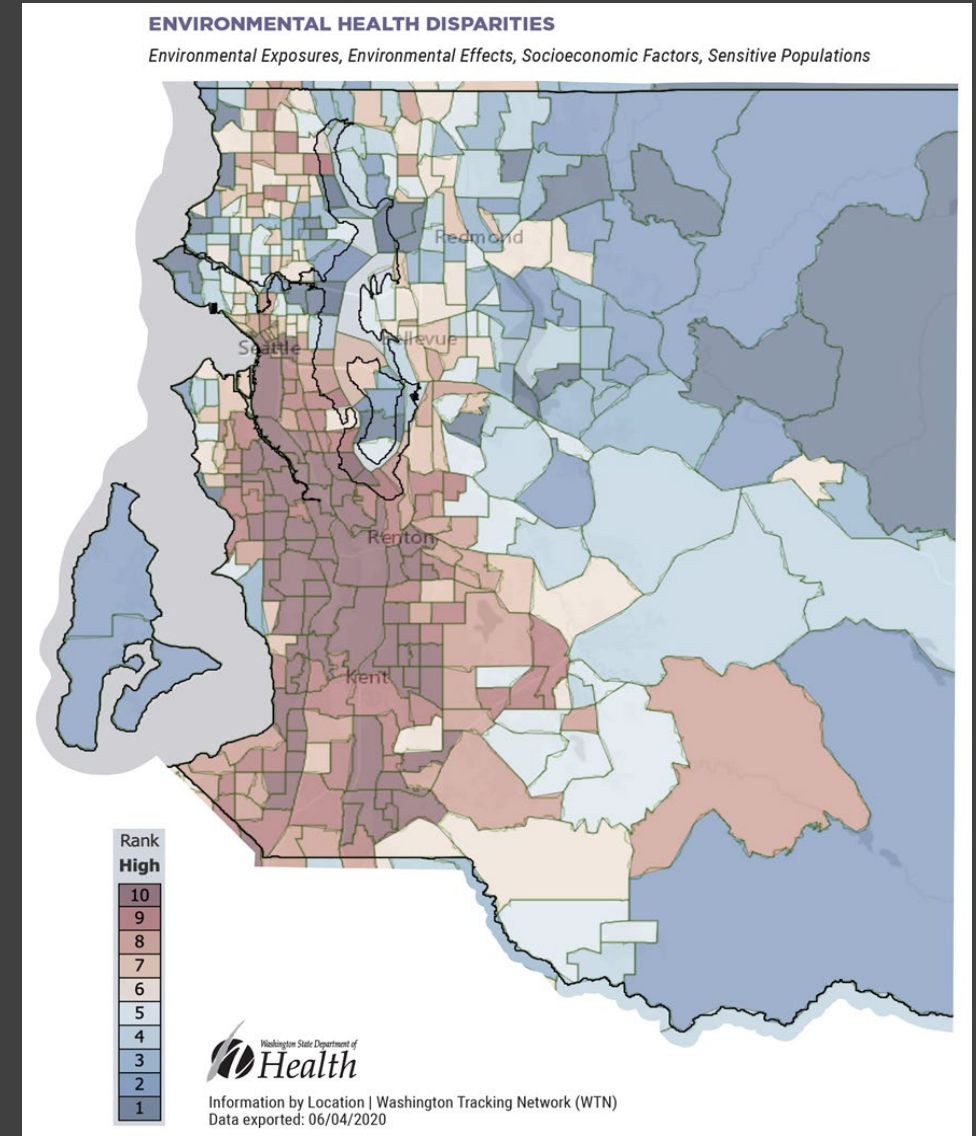 ENVIRONMENTAL HEALTH DISPARITIES
Environmental Exposures, Environmental Effects, Socioeconomic Factors, Sensitive Populations
Redmond
Bellevue
Seattle
Renton
Kent
Rank
High
10
9
8
7
6
5
4
3
2
1
Washington State Department of
Health
Information by Location | Washington Tracking Network (WTN)
Data exported: 06/04/2020